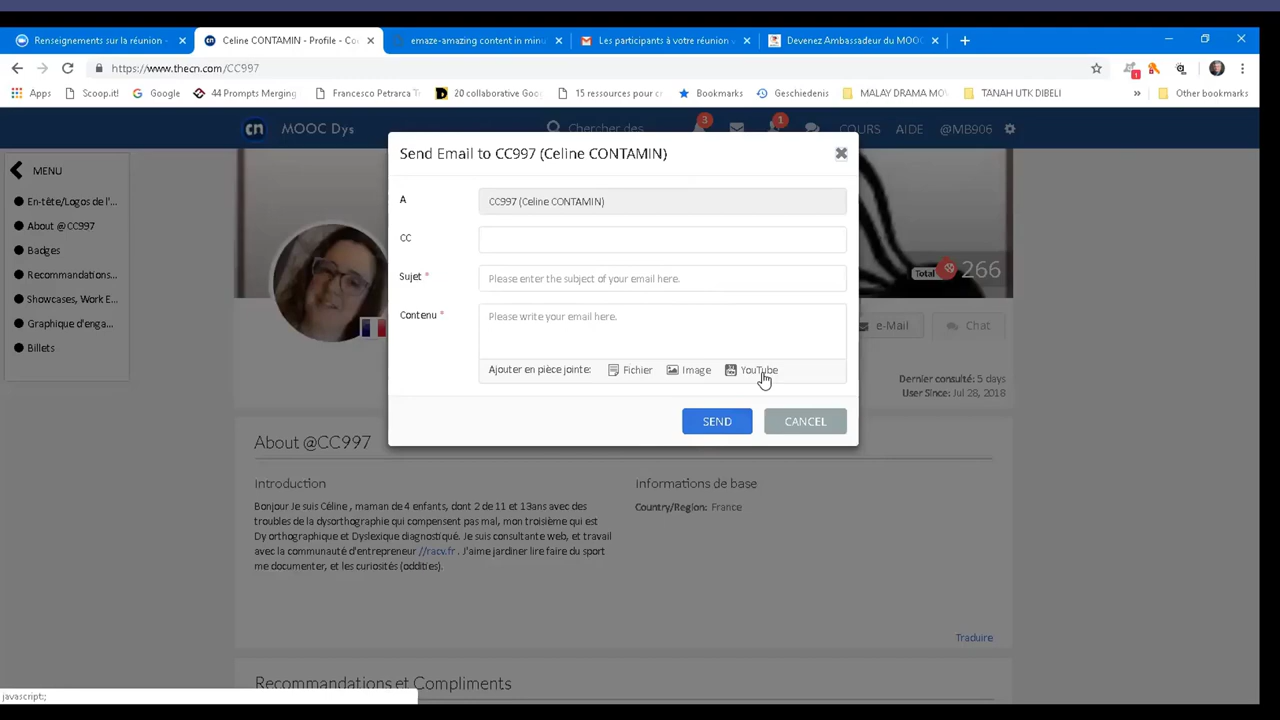 Renseignements sur la réunion -
Celine CONTAMIN - Profile - Co
emaze-amazing content in minu
Les participants à votre réunion v
Devenez Ambassadeur du MOO
https://www.thecn.com/CC997
1
Apps
Scoop.it!
Google
44 Prompts Merging
Francesco Petrarca T
20 collaborative Goo
15 ressources pour c
Bookmarks
Geschiedenis
MALAY DRAMA MO
TANAH UTK DIBELI
»
Other bookmarks
cn MOOC Dys
Chercher des
3
1
COURS
AIDE
@MB906
MENU
En-tête/Logos de l'...
About @CC997
Badges
Recommandations...
Showcases, Work E...
Graphique d'enga...
Billets
Send Email to CC997 (Celine CONTAMIN)
A
CC997 (Celine CONTAMIN)
CC
Sujet *
Please enter the subject of your email here.
Contenu *
Please write your email here.
Ajouter en pièce jointe:
Fichier
Image
YouTube
SEND
CANCEL
Total
266
e-Mail
Chat
Dernier consulté: 5 days
User Since: Jul 28, 2018
About @CC997
Introduction
Bonjour Je suis Céline , maman de 4 enfants, dont 2 de 11 et 13ans avec des
troubles de la dysorthographie qui compensent pas mal, mon troisième qui est
Dy orthographique et Dyslexique diagnostiqué. Je suis consultante web, et travail
avec la communauté d'entrepreneur //racv.fr . J'aime jardiner lire faire du sport
me documenter, et les curiosités (oddities).
Informations de base
Country/Region: France
Traduire
Recommandations et Compliments
javascript:;